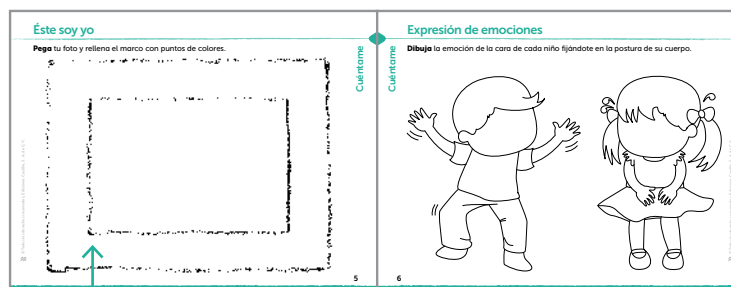 Éste soy yo
Pega tu foto y rellena el marco con puntos de colores.
Cuéntame
5
Expresión de emociones
Dibuja la emoción de la cara de cada niño fijándote en la postura de su cuerpo.
Cuéntame
6